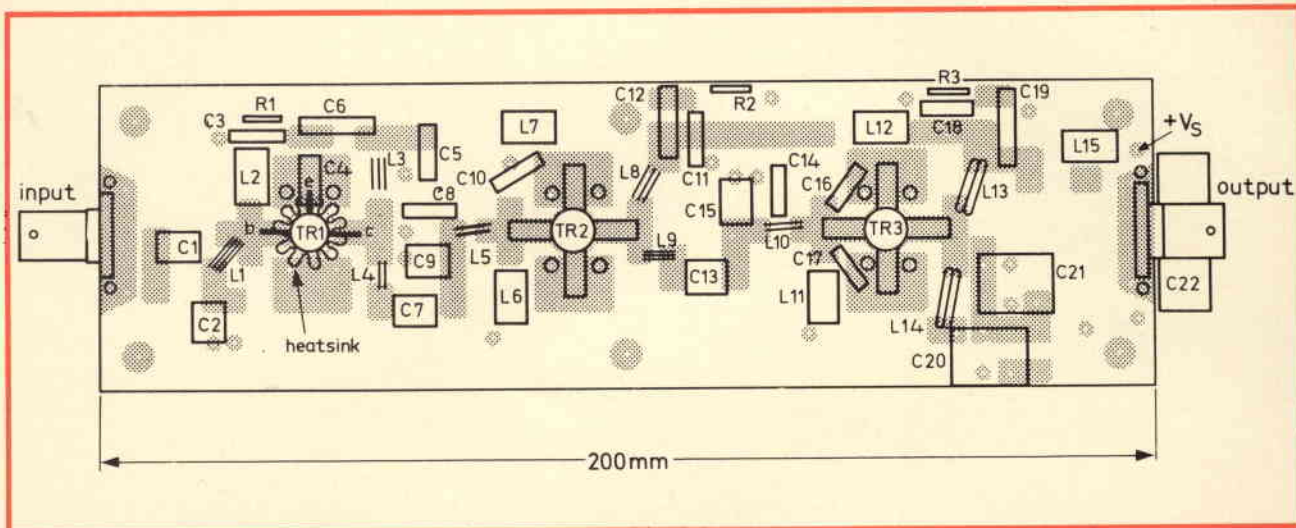 R1
C6
C3
C12
R2
R3
C19
C18
L7
L12
L15
+VS
C5
C4
L3
L2
C10
C11
C14
C16
L8
L13
input
output
e
C8
C15
b
TR1
c
TR2
TR3
C1
L1
L5
L9
L10
L4
C9
C17
C13
C21
C22
L6
L11
C2
C7
L14
heatsink
C20
200mm